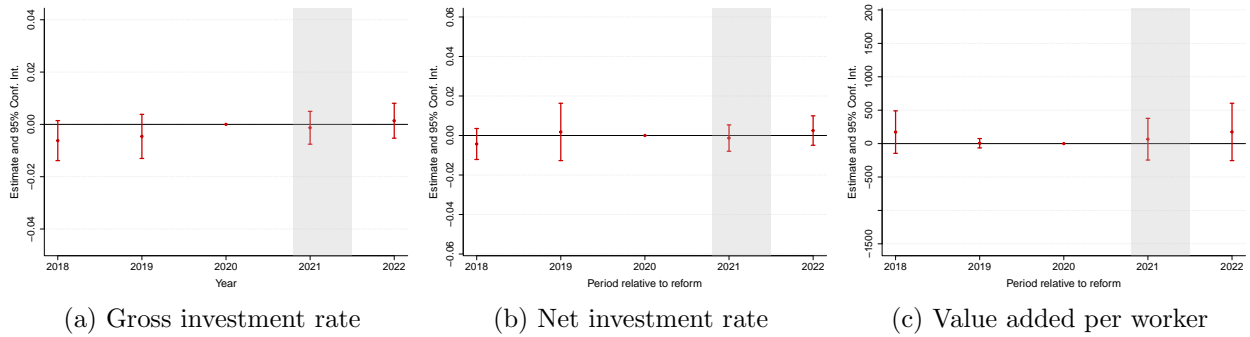 Estimate and 95% Conf. Int.
0.04
0.02
0.00
−0.02
−0.04
2018 2019 2020 2021 2022
Year
(a) Gross investment rate
Estimate and 95% Conf. Int.
0.06
0.04
0.02
0.00
−0.02
−0.04
−0.06
2018 2019 2020 2021 2022
Period relative to reform
(b) Net investment rate
Estimate and 95% Conf. Int.
2000
1500
1000
500
0
−500
−1500
2018 2019 2020 2021 2022
Period relative to reform
(c) Value added per worker